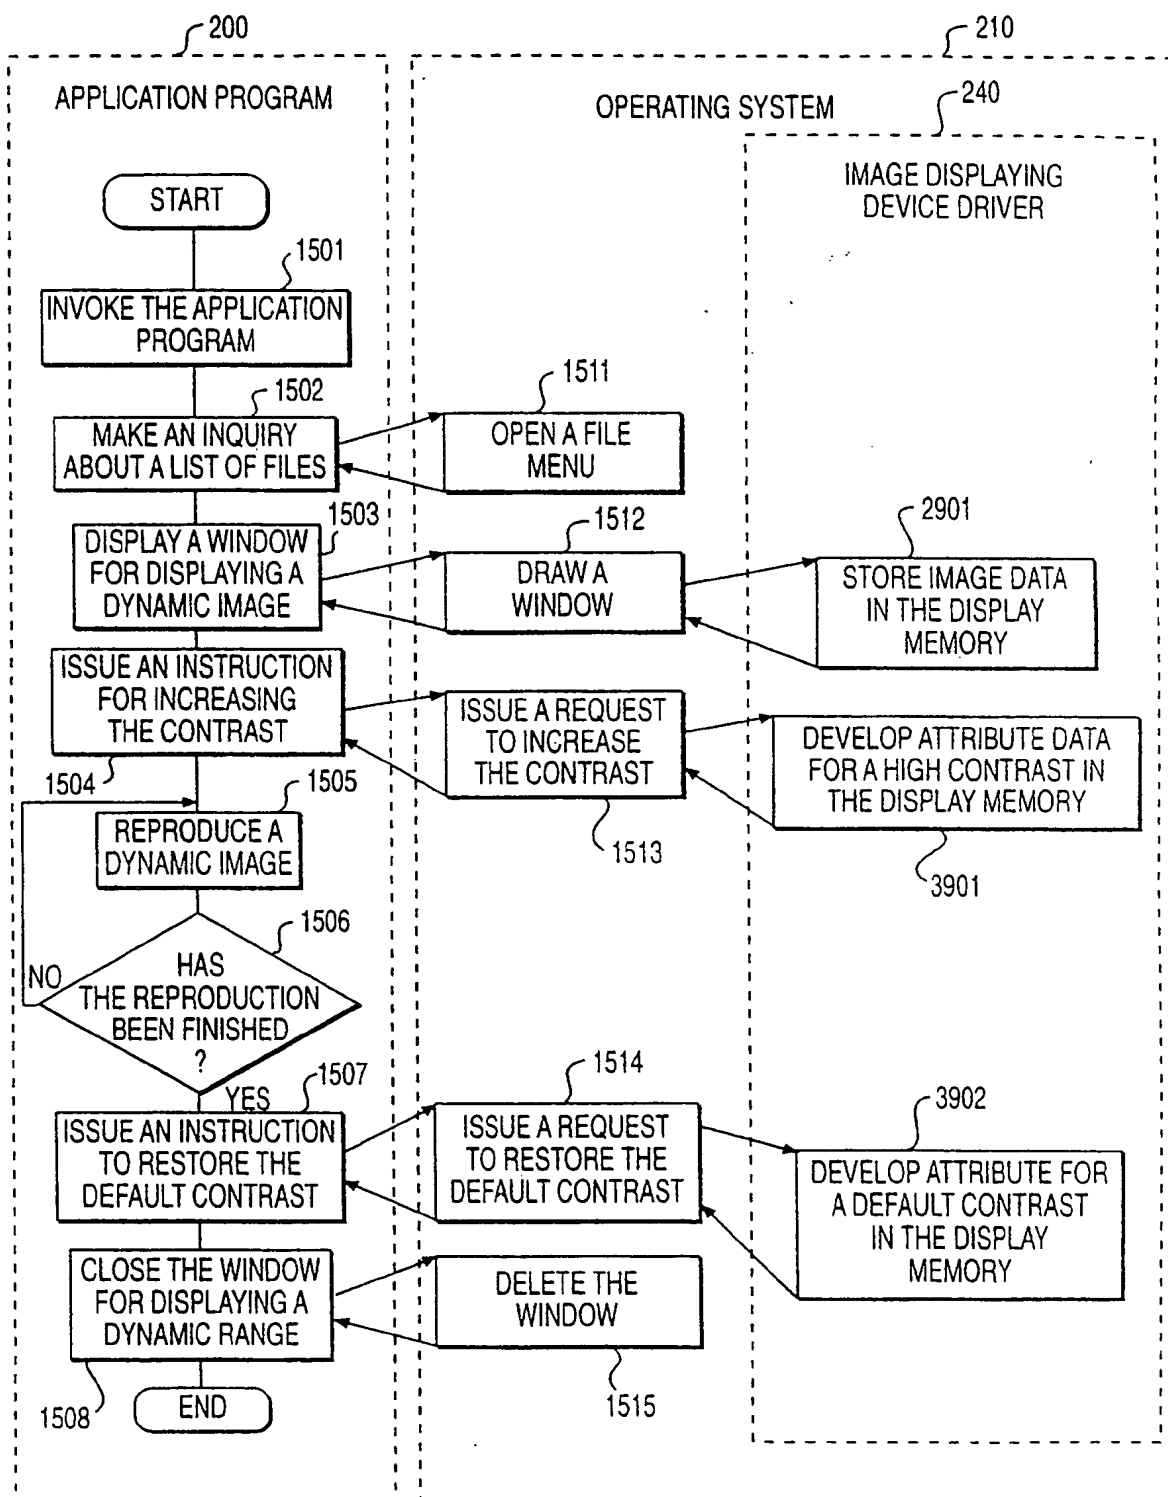 200
210
APPLICATION PROGRAM
OPERATING SYSTEM
240
IMAGE DISPLAYING
DEVICE DRIVER
START
1501
INVOKE THE APPLICATION
PROGRAM
1502
MAKE AN INQUIRY
ABOUT A LIST OF FILES
1511
OPEN A FILE
MENU
1503
DISPLAY A WINDOW
FOR DISPLAYING A
DYNAMIC IMAGE
1512
DRAW A
WINDOW
2901
STORE IMAGE DATA
IN THE DISPLAY
MEMORY
ISSUE AN INSTRUCTION
FOR INCREASING
THE CONTRAST
1504
ISSUE A REQUEST
TO INCREASE
THE CONTRAST
1513
DEVELOP ATTRIBUTE DATA
FOR A HIGH CONTRAST IN
THE DISPLAY MEMORY
3901
1505
REPRODUCE A
DYNAMIC IMAGE
1506
NO
HAS
THE REPRODUCTION
BEEN FINISHED
?
YES
1507
ISSUE AN INSTRUCTION
TO RESTORE THE
DEFAULT CONTRAST
1514
ISSUE A REQUEST
TO RESTORE THE
DEFAULT CONTRAST
3902
DEVELOP ATTRIBUTE FOR
A DEFAULT CONTRAST
IN THE DISPLAY
MEMORY
CLOSE THE WINDOW
FOR DISPLAYING A
DYNAMIC RANGE
1508
DELETE THE
WINDOW
1515
END